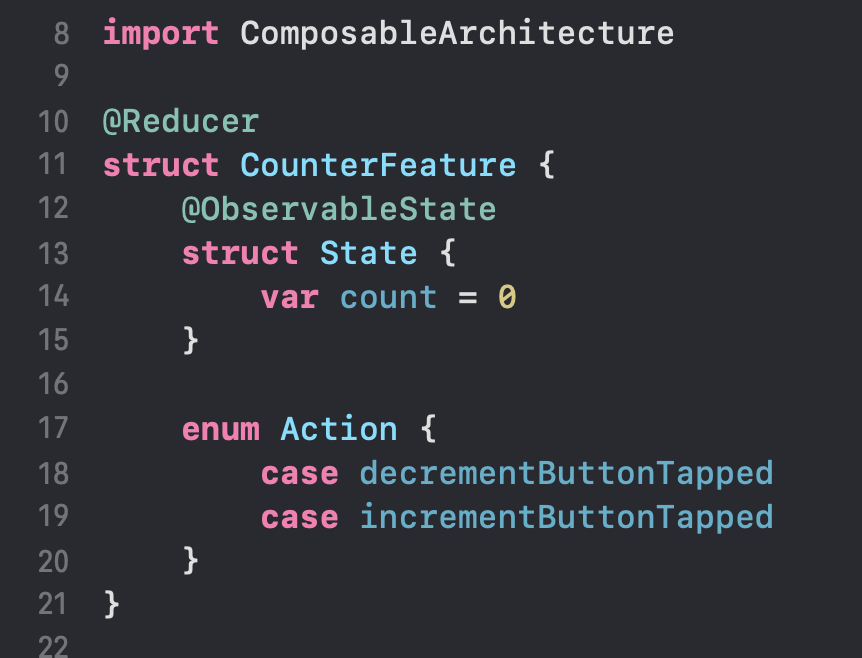 8 import ComposableArchitecture
9
10 @Reducer
11 struct CounterFeature {
12     @ObservableState
13     struct State {
14         var count = 0
15     }
16
17     enum Action {
18         case decrementButtonTapped
19         case incrementButtonTapped
20     }
21 }
22